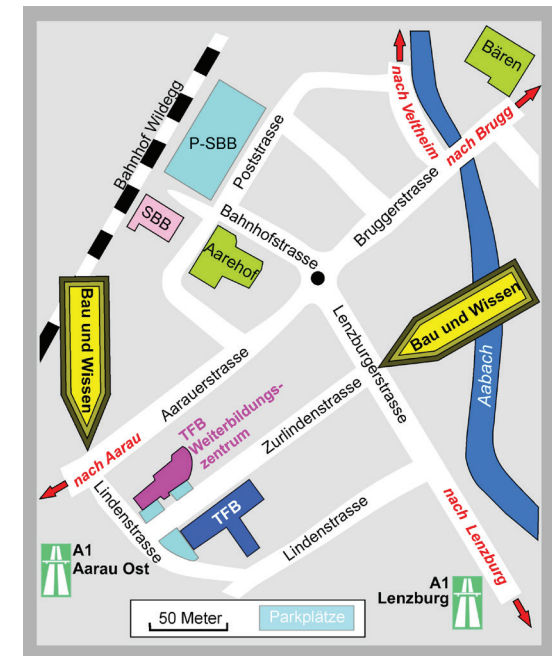 Bären
nach Veltheim
nach Brugg
Bahnhof Wildegg
P-SBB
Poststrasse
SBB
Bahnhofstrasse
Bruggerstrasse
Aarehof
Bau und Wissen
Bau und Wissen
Aabach
Lenzburgerstrasse
Aarauerstrasse
TFB
Weiterbildungs-
zentrum
Zurlindenstrasse
nach Aarau
Lindenstrasse
TFB
Lindenstrasse
nach Lenzburg
A1
Aarau Ost
A1
Lenzburg
50 Meter
Parkplätze